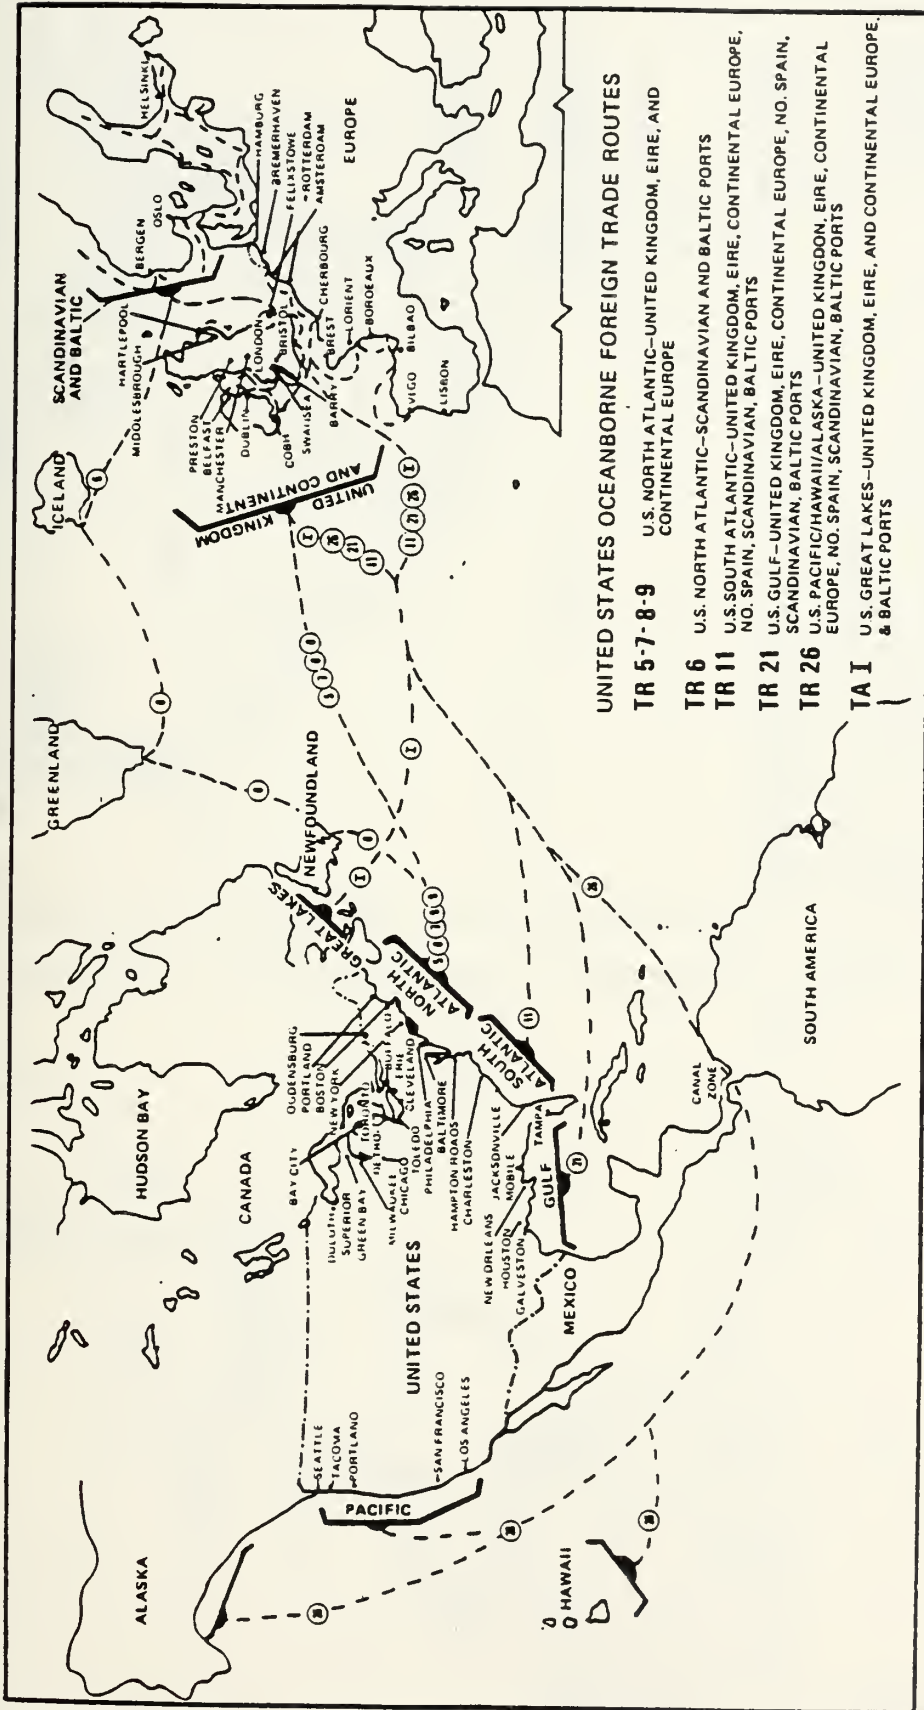 ALASKA
HAWAII
PACIFIC
SEATTLE
TACOMA
PORTLAND
SAN FRANCISCO
LOS ANGELES
UNITED STATES
MEXICO
CANADA
HUDSON BAY
BAY CITY
DULUTH
SUPERIOR
GREEN BAY
MILWAUKEE
CHICAGO
TOLEDO
PHILADELPHIA
BALTIMORE
HAMPTON ROADS
CHARLESTON
JACKSONVILLE
MOBILE
TAMPA
NEW ORLEANS
HOUSTON
GALVESTON
GULF
OGDENSBURG
PORTLAND
BOSTON
NEW YORK
TORONTO
DETROIT
BUFFALO
ERIE
CLEVELAND
GREAT LAKES
NORTH
ATLANTIC
SOUTH
ATLANTIC
NEWFOUNDLAND
GREENLAND
ICELAND
CANAL
ZONE
SOUTH AMERICA
SCANDINAVIAN
AND BALTIC
UNITED
KINGDOM
AND CONTINENT
HARTLEPOOL
MIDDLESBROUGH
PRESTON
BELFAST
MANCHESTER
DUBLIN
COBH
SWANSEA
BARRY
LONDON
BRISTOL
BERGEN
OSLO
HELSINKI
HAMBURG
BREMERHAVEN
FELIXSTOWE
ROTTERDAM
AMSTERDAM
EUROPE
CHERBOURG
BREST
LORIENT
BORDEAUX
BILBAO
VIGO
LISBON
11
21
26
I
UNITED STATES OCEANBORNE FOREIGN TRADE ROUTES
TR 5-7-8-9 U.S. NORTH ATLANTIC–UNITED KINGDOM, EIRE, AND
CONTINENTAL EUROPE
TR 6 U.S. NORTH ATLANTIC–SCANDINAVIAN AND BALTIC PORTS
TR 11 U.S. SOUTH ATLANTIC–UNITED KINGDOM, EIRE, CONTINENTAL EUROPE,
NO. SPAIN, SCANDINAVIAN, BALTIC PORTS
TR 21 U.S. GULF–UNITED KINGDOM, EIRE, CONTINENTAL EUROPE, NO. SPAIN,
SCANDINAVIAN, BALTIC PORTS
TR 26 U.S. PACIFIC/HAWAII/ALASKA–UNITED KINGDOM, EIRE, CONTINENTAL
EUROPE, NO. SPAIN, SCANDINAVIAN, BALTIC PORTS
TA I U.S. GREAT LAKES–UNITED KINGDOM, EIRE, AND CONTINENTAL EUROPE,
& BALTIC PORTS